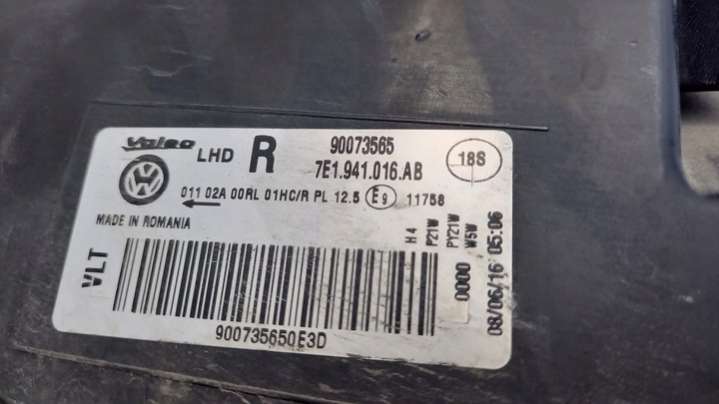 Valeo
LHD R
90073565
7E1.941.016.AB
18S
011 02A 00RL 01HC/R PL 12.5 E9 11758
MADE IN ROMANIA
VLT
H4
P21W
PY21W
W5W
0000
08/06/16 05:06
900735650E3D